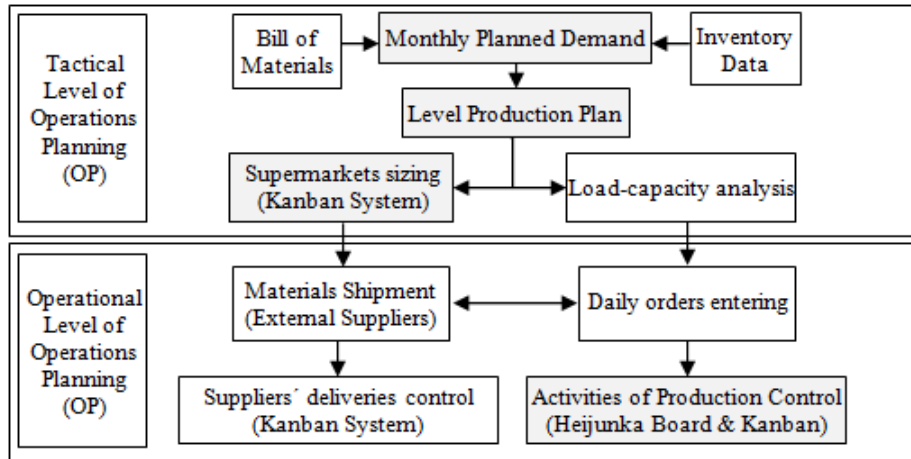 Tactical
Level of
Operations
Planning
(OP)
Bill of
Materials
Monthly Planned Demand
Inventory
Data
Level Production Plan
Supermarkets sizing
(Kanban System)
Load-capacity analysis
Operational
Level of
Operations
Planning
(OP)
Materials Shipment
(External Suppliers)
Daily orders entering
Suppliers´ deliveries control
(Kanban System)
Activities of Production Control
(Heijunka Board & Kanban)